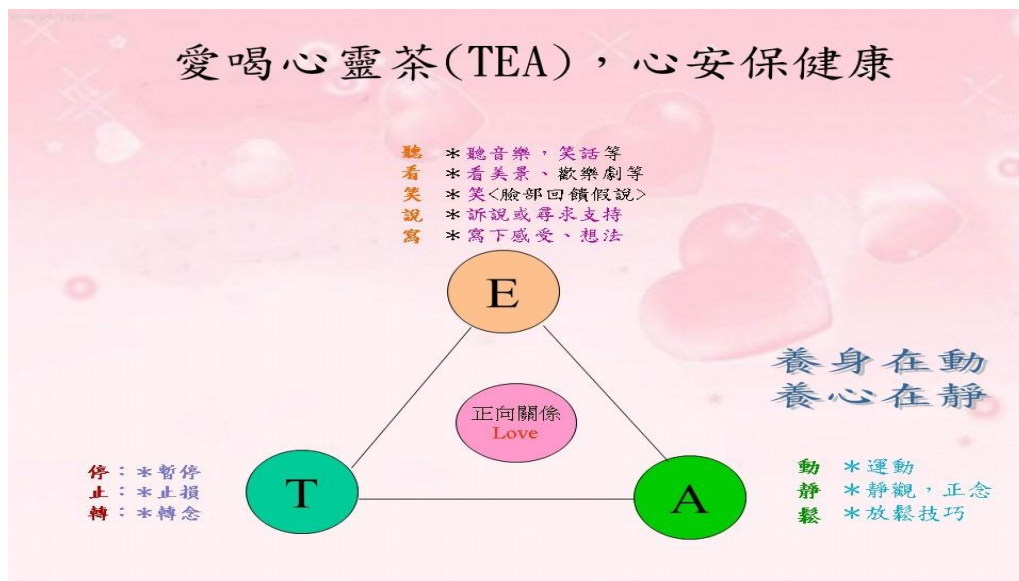 愛喝心靈茶(TEA)，心安保健康
聽 *聽音樂，笑話等
看 *看美景、歡樂劇等
笑 *笑<臉部回饋假說>
說 *訴說或尋求支持
寫 *寫下感受、想法
E
養身在動
養心在靜
正向關係
Love
停：*暫停
止：*止損
轉：*轉念
T
A
動 *運動
靜 *靜觀，正念
鬆 *放鬆技巧